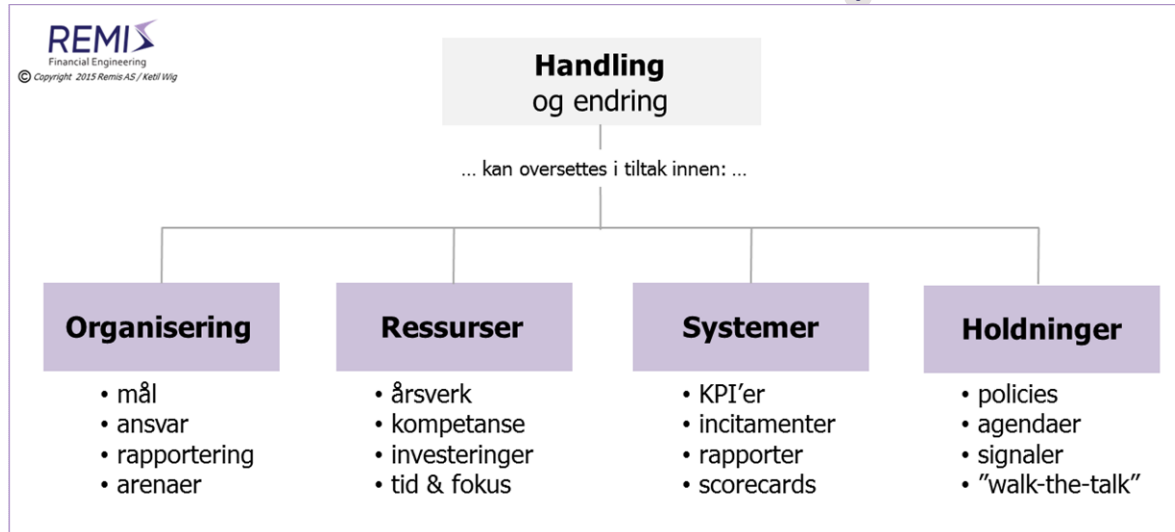 REMIS
Financial Engineering
© Copyright 2015 Remis AS / Ketil Wig
Handling
og endring
... kan oversettes i tiltak innen: ...
Organisering
• mål
• ansvar
• rapportering
• arenaer
Ressurser
• årsverk
• kompetanse
• investeringer
• tid & fokus
Systemer
• KPI’er
• incitamenter
• rapporter
• scorecards
Holdninger
• policies
• agendaer
• signaler
• ”walk-the-talk”